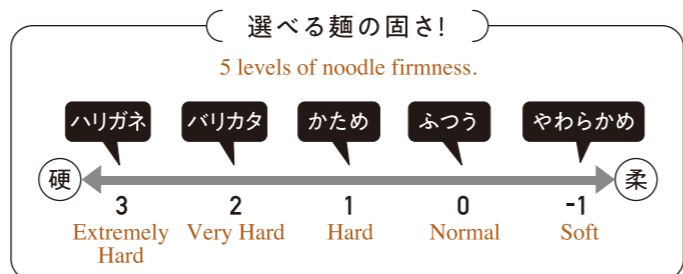 選べる麺の固さ!
5 levels of noodle firmness.
ハリガネ バリカタ かため ふつう やわらかめ
硬 柔
3 2 1 0 -1
Extremely Hard Very Hard Hard Normal Soft